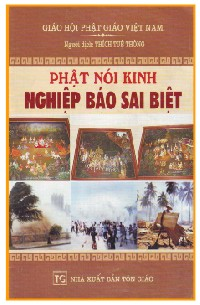 GIÁO HỘI PHẬT GIÁO VIỆT NAM
Người dịch: THÍCH TUỆ THÔNG
PHẬT NÓI KINH
NGHIỆP BÁO SAI BIỆT
TG
NHÀ XUẤT BẢN TÔN GIÁO